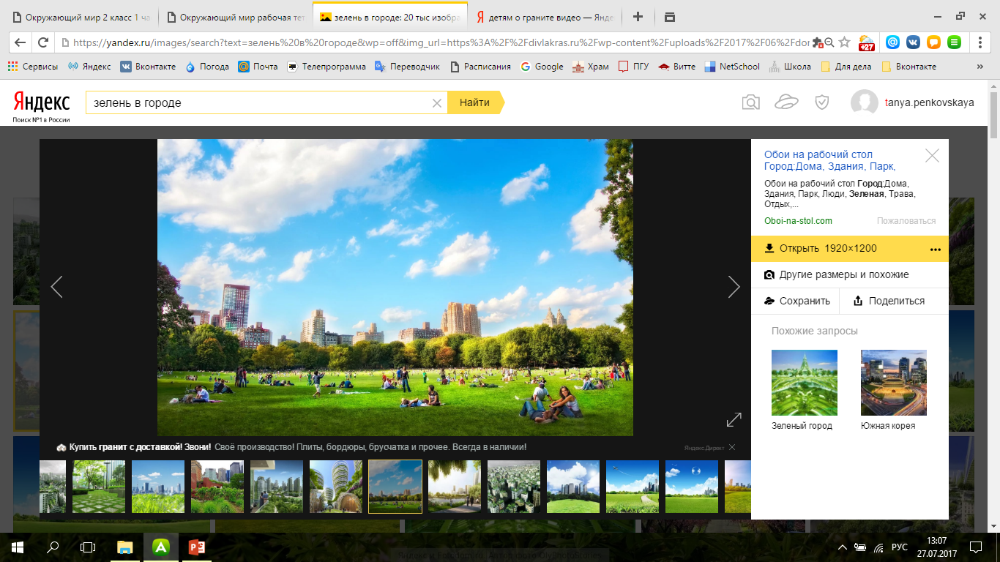 Окружающий мир 2 класс 1 ча
Окружающий мир рабочая тет
зелень в городе: 20 тыс изобра
детям о граните видео — Янде
https://yandex.ru/images/search?text=зелень%20в%20городе&wp=off&img_url=https%3A%2F%2Fdivlakras.ru%2Fwp-content%2Fuploads%2F2017%2F06%2Fdor
+27
Сервисы
Яндекс
Вконтакте
Погода
Почта
Телепрограмма
Переводчик
Расписания
Google
Храм
ПГУ
Витте
NetSchool
Школа
Для дела
Вконтакте
»
Яндекс
Поиск №1 в России
зелень в городе
Найти
tanya.penkovskaya
Обои на рабочий стол
Город:Дома, Здания, Парк,
Обои на рабочий стол Город:Дома,
Здания, Парк, Люди, Зеленая, Трава,
Отдых,...
Oboi-na-stol.com
Пожаловаться
Открыть 1920×1200
Другие размеры и похожие
Сохранить
Поделиться
Похожие запросы
Зеленый город
Южная корея
Купить гранит с доставкой! Звони! Своё производство! Плиты, бордюры, брусчатка и прочее. Всегда в наличии!
Яндекс.Директ
РУС
13:07
27.07.2017